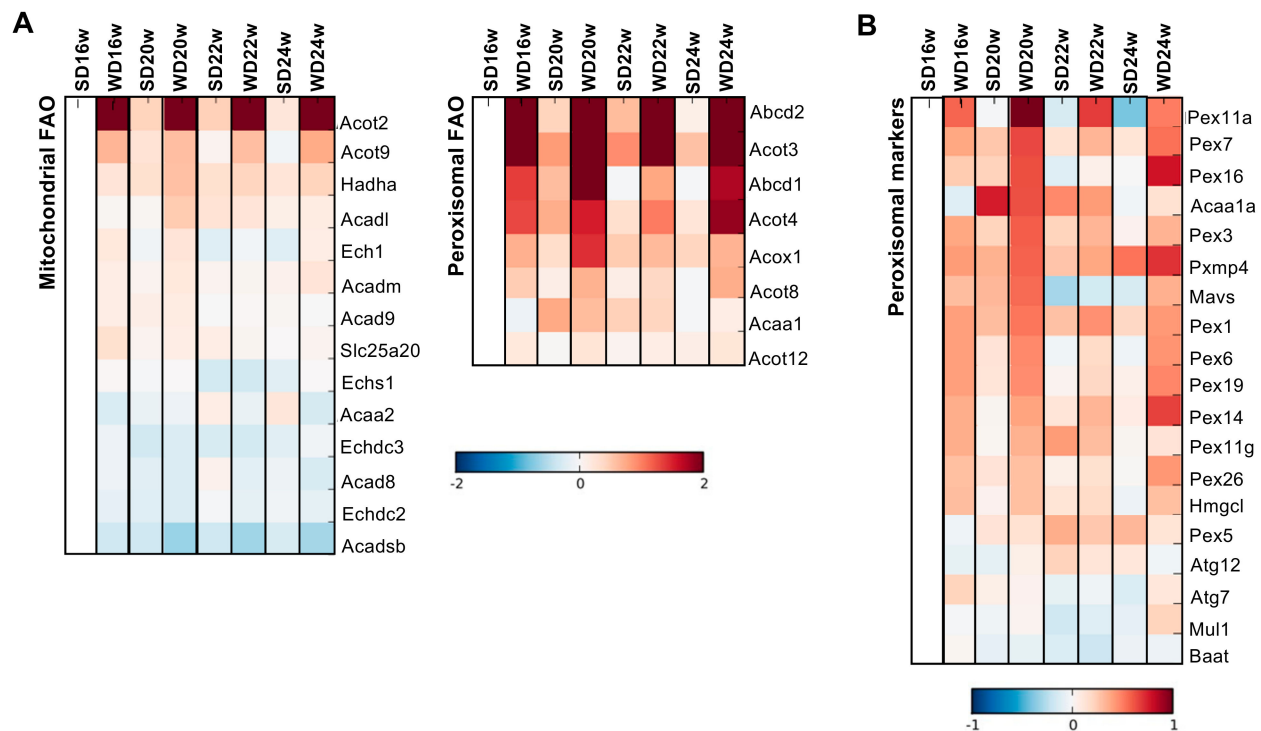 A
SD16w
WD16w
SD20w
WD20w
SD22w
WD22w
SD24w
WD24w
Mitochondrial FAO
Acot2
Acot9
Hadha
Acadl
Ech1
Acadm
Acad9
Slc25a20
Echs1
Acaa2
Echdc3
Acad8
Echdc2
Acadsb
SD16w
WD16w
SD20w
WD20w
SD22w
WD22w
SD24w
WD24w
Peroxisomal FAO
Abcd2
Acot3
Abcd1
Acot4
Acox1
Acot8
Acaa1
Acot12
-2
0
2
B
SD16w
WD16w
SD20w
WD20w
SD22w
WD22w
SD24w
WD24w
Peroxisomal markers
Pex11a
Pex7
Pex16
Acaa1a
Pex3
Pxmp4
Mavs
Pex1
Pex6
Pex19
Pex14
Pex11g
Pex26
Hmgcl
Pex5
Atg12
Atg7
Mul1
Baat
-1
0
1